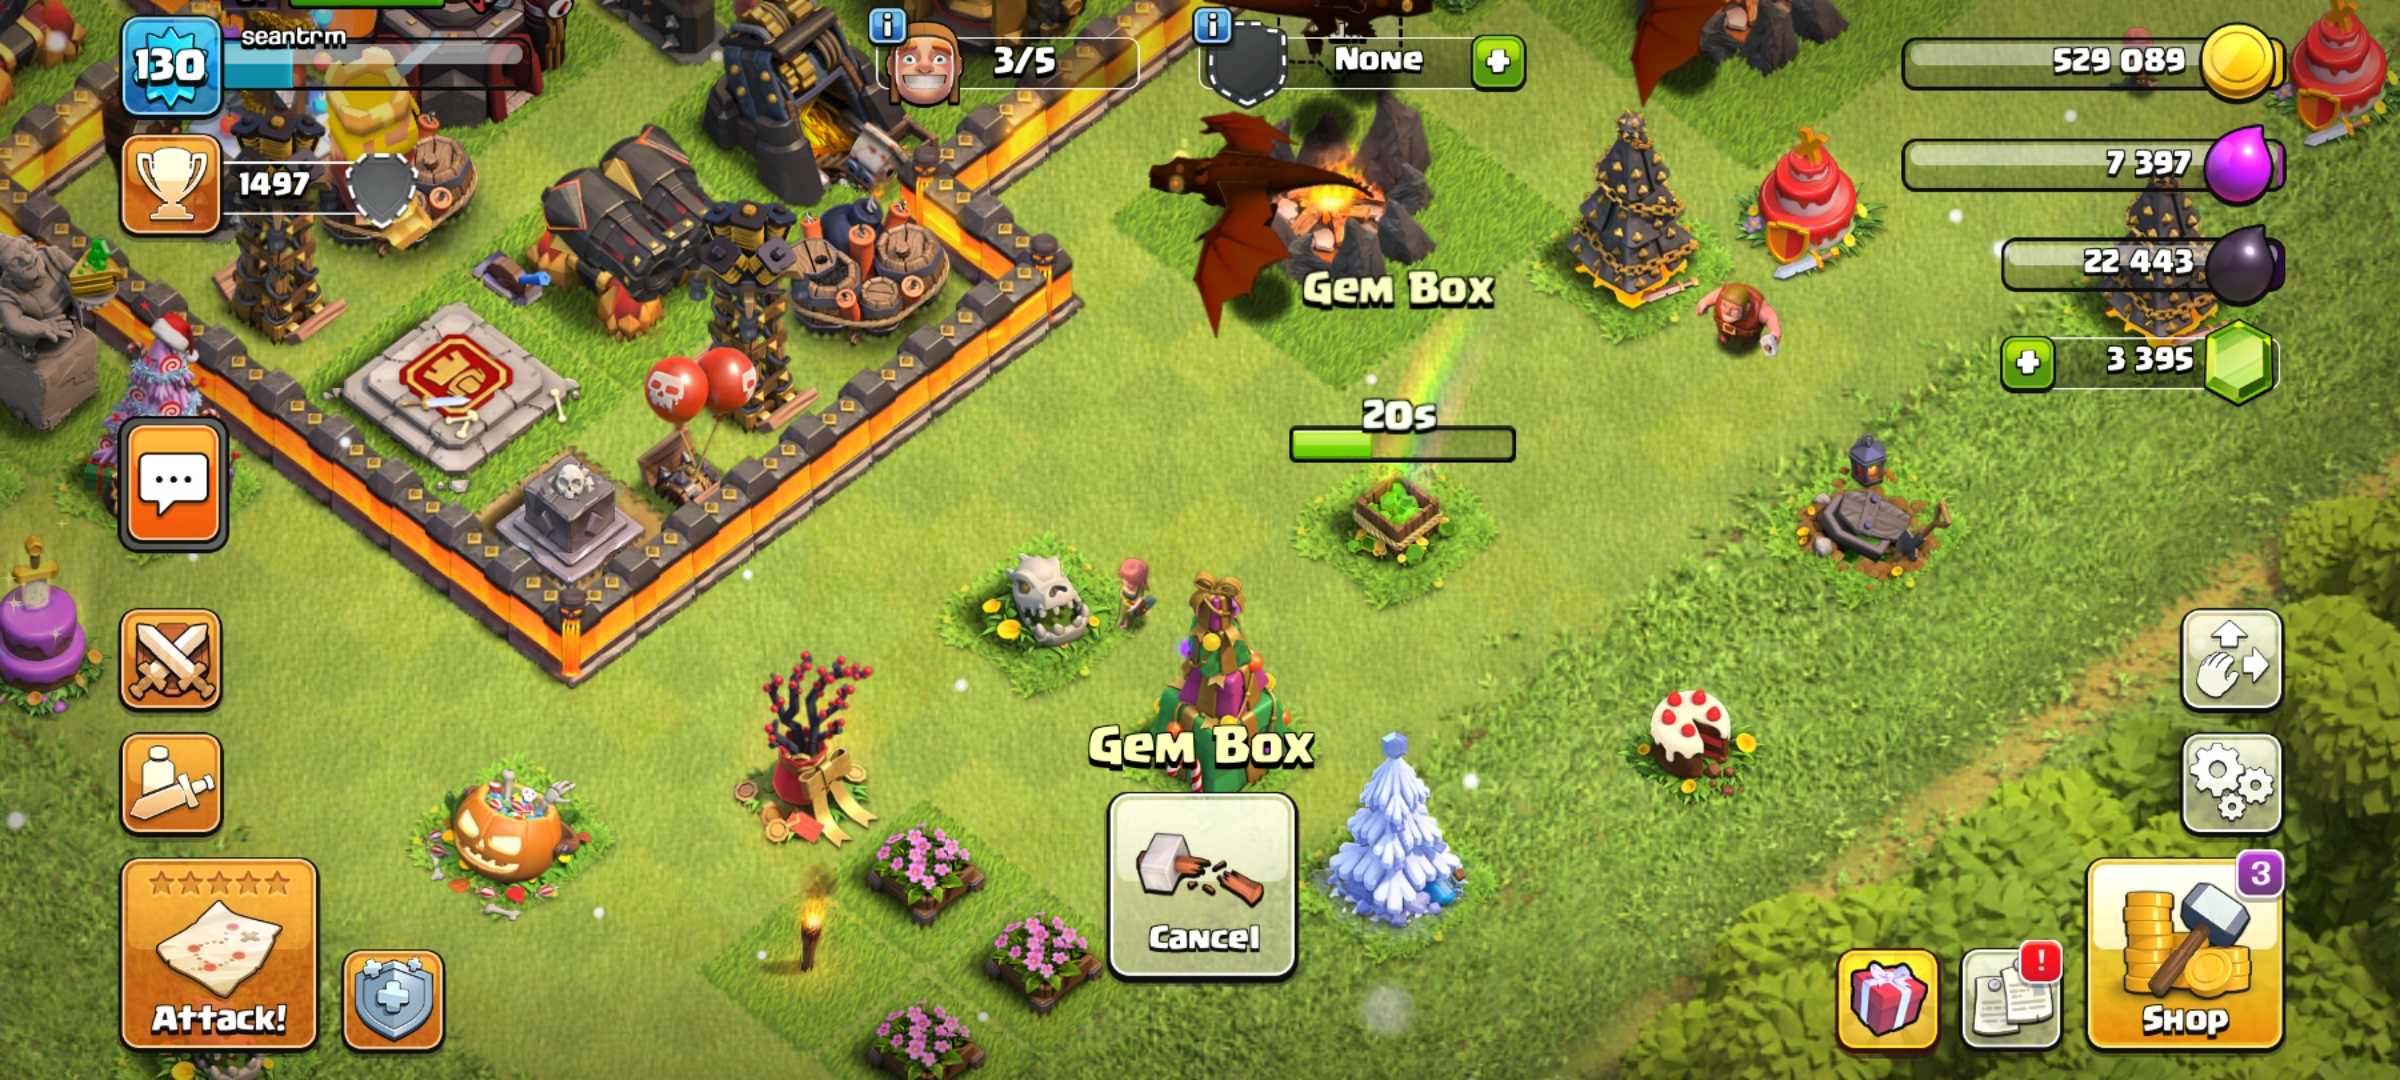 130
seantrm
3/5
None
529 089
1497
7 397
22 443
Gem Box
3 395
20s
Gem Box
Cancel
3
!
Attack!
Shop